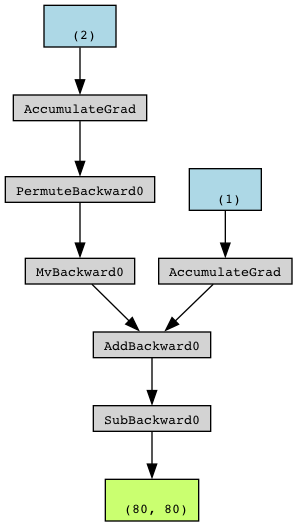 (2)
AccumulateGrad
PermuteBackward0
(1)
MvBackward0
AccumulateGrad
AddBackward0
SubBackward0
(80, 80)